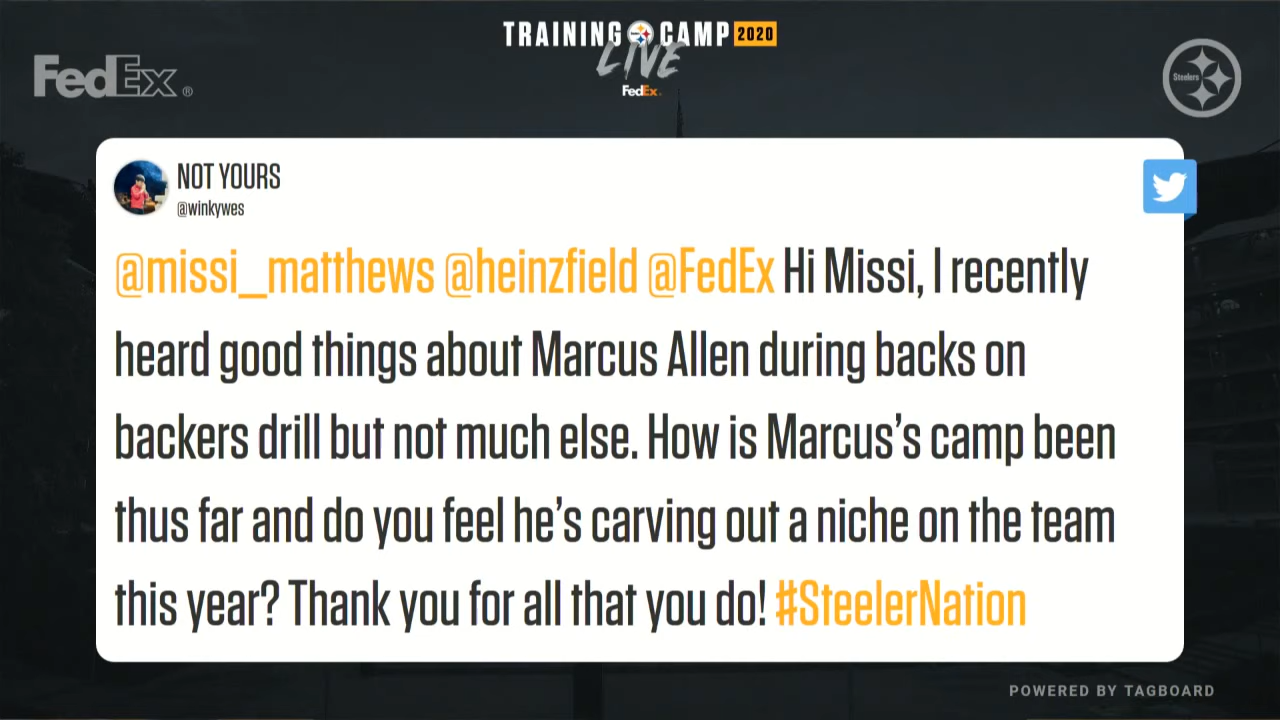 TRAINING CAMP 2020
LIVE
FedEx.
FedEx®
Steelers
NOT YOURS
@winkywes
@missi_matthews @heinzfield @FedEx Hi Missi, I recently
heard good things about Marcus Allen during backs on
backers drill but not much else. How is Marcus’s camp been
thus far and do you feel he’s carving out a niche on the team
this year? Thank you for all that you do! #SteelerNation
POWERED BY TAGBOARD